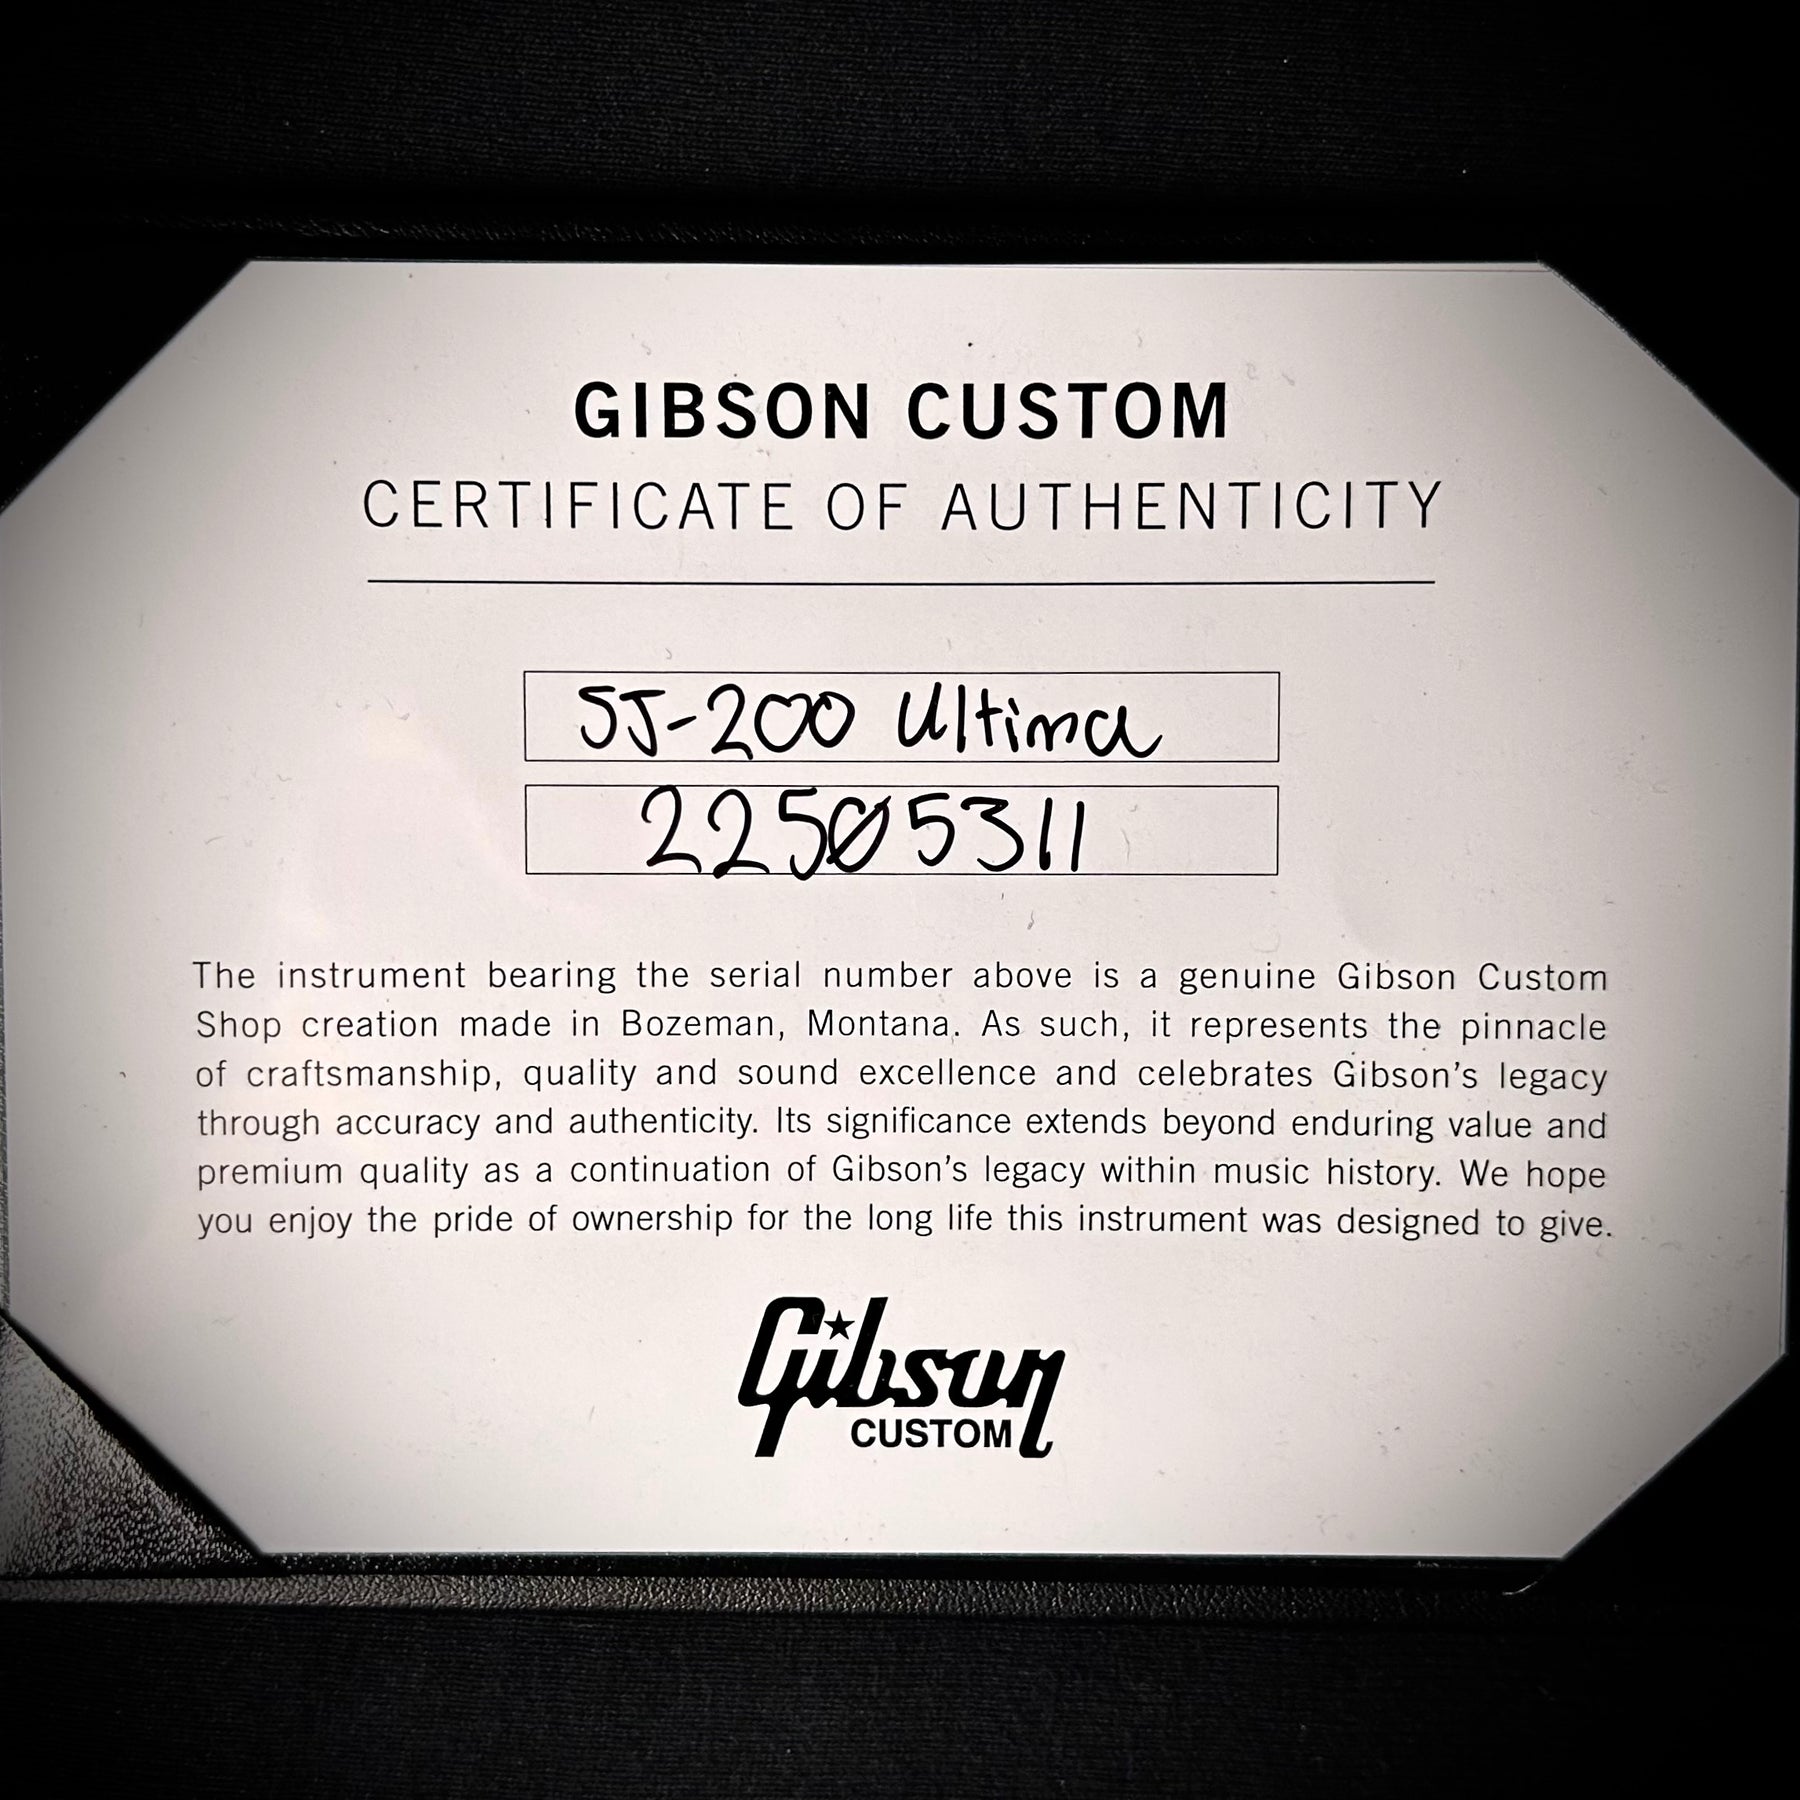 GIBSON CUSTOM
CERTIFICATE OF AUTHENTICITY
SJ-200 Ultima
22505311
The instrument bearing the serial number above is a genuine Gibson Custom
Shop creation made in Bozeman, Montana. As such, it represents the pinnacle
of craftsmanship, quality and sound excellence and celebrates Gibson's legacy
through accuracy and authenticity. Its significance extends beyond enduring value and
premium quality as a continuation of Gibson's legacy within music history. We hope
you enjoy the pride of ownership for the long life this instrument was designed to give.
Gibson
CUSTOM